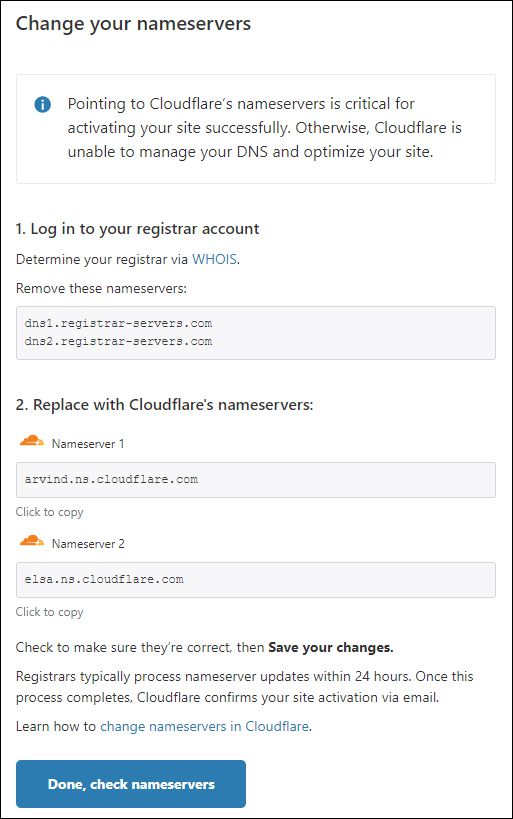 Change your nameservers
Pointing to Cloudflare’s nameservers is critical for
activating your site successfully. Otherwise, Cloudflare is
unable to manage your DNS and optimize your site.
1. Log in to your registrar account
Determine your registrar via WHOIS.
Remove these nameservers:
dns1.registrar-servers.com
dns2.registrar-servers.com
2. Replace with Cloudflare's nameservers:
Nameserver 1
arvind.ns.cloudflare.com
Click to copy
Nameserver 2
elsa.ns.cloudflare.com
Click to copy
Check to make sure they’re correct, then Save your changes.
Registrars typically process nameserver updates within 24 hours. Once this
process completes, Cloudflare confirms your site activation via email.
Learn how to change nameservers in Cloudflare.
Done, check nameservers